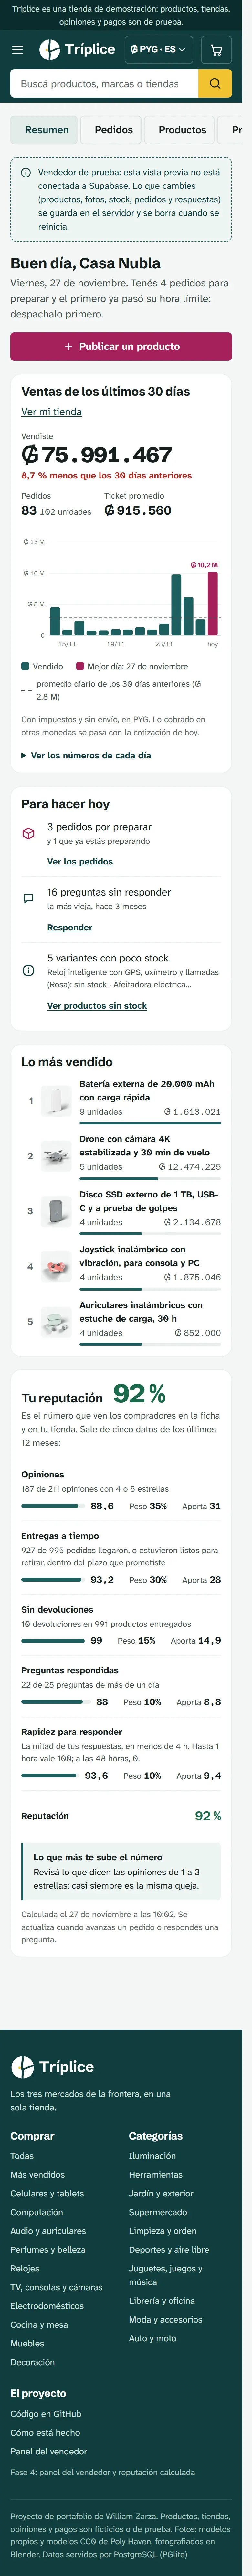 Tríplice es una tienda de demostración: productos, tiendas,
opiniones y pagos son de prueba.
Tríplice
₲ PYG · ES
Buscá productos, marcas o tiendas
Resumen
Pedidos
Productos
Pr
Vendedor de prueba: esta vista previa no está
conectada a Supabase. Lo que cambies
(productos, fotos, stock, pedidos y respuestas)
se guarda en el servidor y se borra cuando se
reinicia.
Buen día, Casa Nubla
Viernes, 27 de noviembre. Tenés 4 pedidos para
preparar y el primero ya pasó su hora límite:
despachalo primero.
+ Publicar un producto
Ventas de los últimos 30 días
Ver mi tienda
Vendiste
₲ 75.991.467
8,7 % menos que los 30 días anteriores
Pedidos
83 102 unidades
Ticket promedio
₲ 915.560
₲ 15 M
₲ 10 M
₲ 5 M
0
₲ 10,2 M
15/11
19/11
23/11
hoy
Vendido
Mejor día: 27 de noviembre
promedio diario de los 30 días anteriores (₲
2,8 M)
Con impuestos y sin envío, en PYG. Lo cobrado en
otras monedas se pasa con la cotización de hoy.
Ver los números de cada día
Para hacer hoy
3 pedidos por preparar
y 1 que ya estás preparando
Ver los pedidos
16 preguntas sin responder
la más vieja, hace 3 meses
Responder
5 variantes con poco stock
Reloj inteligente con GPS, oxímetro y llamadas
(Rosa): sin stock · Afeitadora eléctrica…
Ver productos sin stock
Lo más vendido
1
Batería externa de 20.000 mAh
con carga rápida
9 unidades
₲ 1.613.021
2
Drone con cámara 4K
estabilizada y 30 min de vuelo
5 unidades
₲ 12.474.225
3
Disco SSD externo de 1 TB, USB-
C y a prueba de golpes
4 unidades
₲ 2.134.678
4
Joystick inalámbrico con
vibración, para consola y PC
4 unidades
₲ 1.875.046
5
Auriculares inalámbricos con
estuche de carga, 30 h
4 unidades
₲ 852.000
Tu reputación 92 %
Es el número que ven los compradores en la ficha
y en tu tienda. Sale de cinco datos de los últimos
12 meses:
Opiniones
187 de 211 opiniones con 4 o 5 estrellas
88,6 Peso 35% Aporta 31
Entregas a tiempo
927 de 995 pedidos llegaron, o estuvieron listos para
retirar, dentro del plazo que prometiste
93,2 Peso 30% Aporta 28
Sin devoluciones
10 devoluciones en 991 productos entregados
99 Peso 15% Aporta 14,9
Preguntas respondidas
22 de 25 preguntas de más de un día
88 Peso 10% Aporta 8,8
Rapidez para responder
La mitad de tus respuestas, en menos de 4 h. Hasta 1
hora vale 100; a las 48 horas, 0.
93,6 Peso 10% Aporta 9,4
Reputación 92 %
Lo que más te sube el número
Revisá lo que dicen las opiniones de 1 a 3
estrellas: casi siempre es la misma queja.
Calculada el 27 de noviembre a las 10:02. Se
actualiza cuando avanzás un pedido o respondés una
pregunta.
Tríplice
Los tres mercados de la frontera, en una
sola tienda.
Comprar
Todas
Más vendidos
Celulares y tablets
Computación
Audio y auriculares
Perfumes y belleza
Relojes
TV, consolas y cámaras
Electrodomésticos
Cocina y mesa
Muebles
Decoración
Categorías
Iluminación
Herramientas
Jardín y exterior
Supermercado
Limpieza y orden
Deportes y aire libre
Juguetes, juegos y
música
Librería y oficina
Moda y accesorios
Auto y moto
El proyecto
Código en GitHub
Cómo está hecho
Panel del vendedor
Fase 4: panel del vendedor y reputación calculada
Proyecto de portafolio de William Zarza. Productos, tiendas,
opiniones y pagos son ficticios o de prueba. Fotos: modelos
propios y modelos CC0 de Poly Haven, fotografiados en
Blender. Datos servidos por PostgreSQL (PGlite)